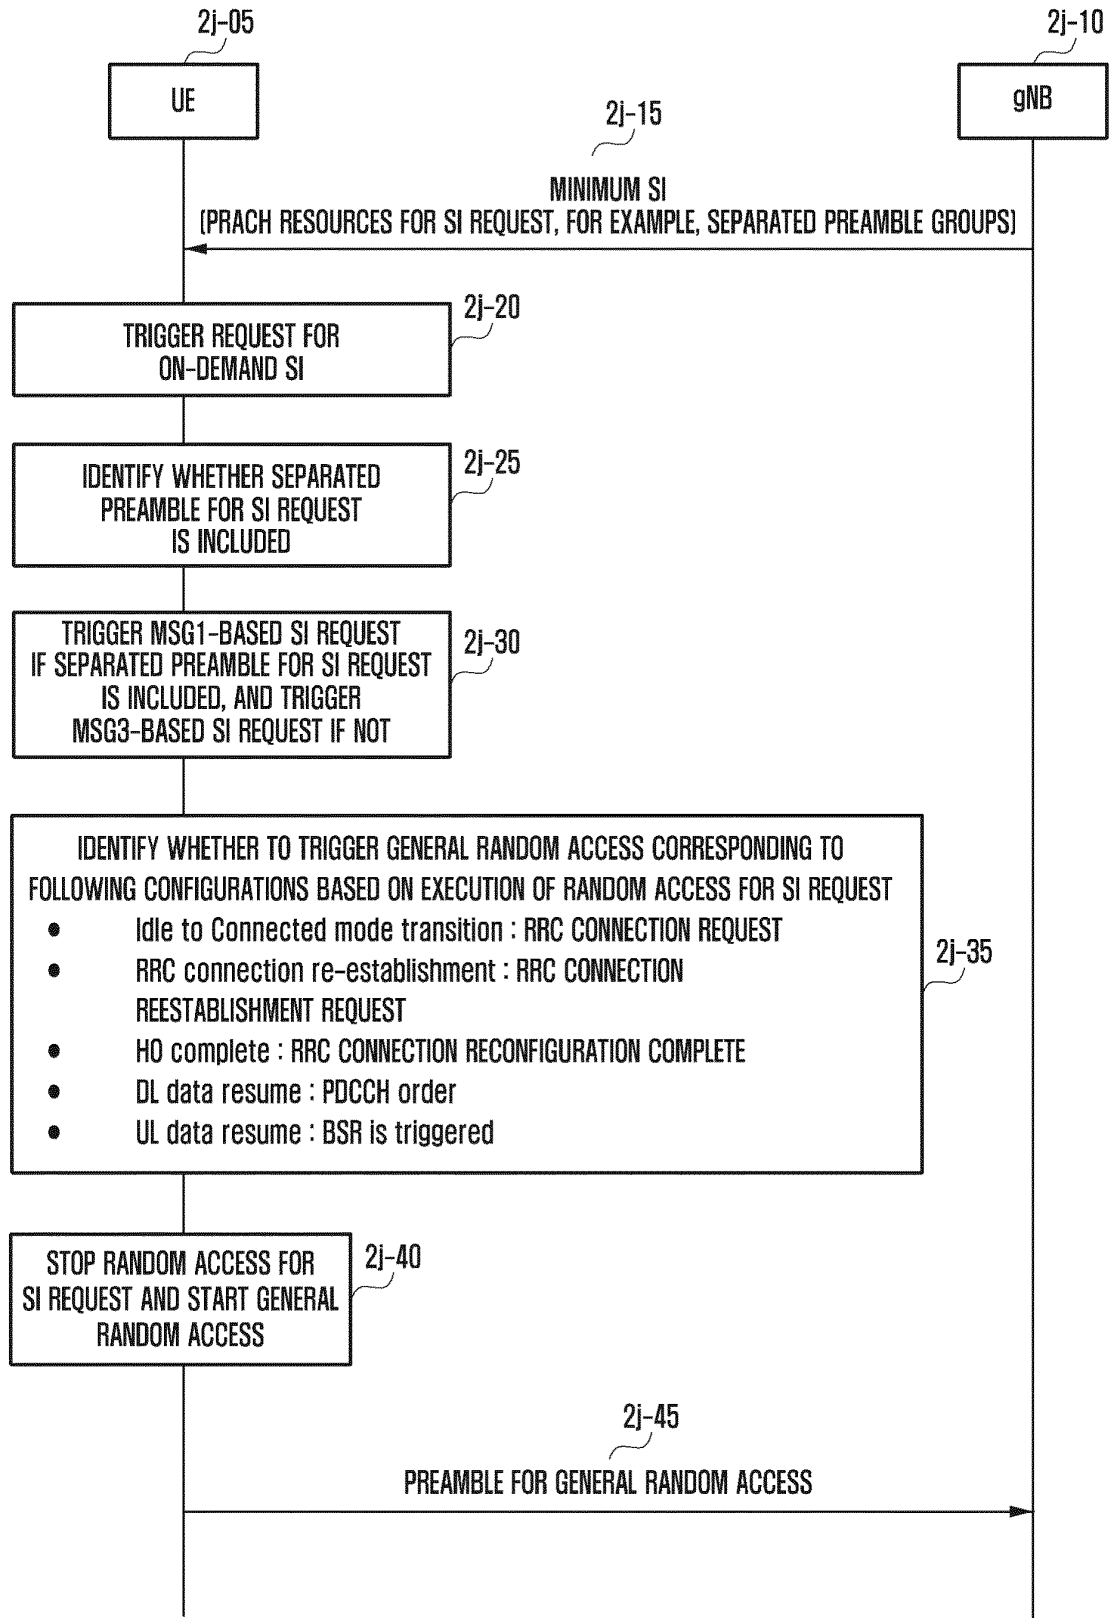 2j-05
2j-10
UE
gNB
2j-15
MINIMUM SI
(PRACH RESOURCES FOR SI REQUEST, FOR EXAMPLE, SEPARATED PREAMBLE GROUPS)
2j-20
TRIGGER REQUEST FOR
ON-DEMAND SI
2j-25
IDENTIFY WHETHER SEPARATED
PREAMBLE FOR SI REQUEST
IS INCLUDED
2j-30
TRIGGER MSG1-BASED SI REQUEST
IF SEPARATED PREAMBLE FOR SI REQUEST
IS INCLUDED, AND TRIGGER
MSG3-BASED SI REQUEST IF NOT
2j-35
IDENTIFY WHETHER TO TRIGGER GENERAL RANDOM ACCESS CORRESPONDING TO
FOLLOWING CONFIGURATIONS BASED ON EXECUTION OF RANDOM ACCESS FOR SI REQUEST
• Idle to Connected mode transition : RRC CONNECTION REQUEST
• RRC connection re-establishment : RRC CONNECTION
REESTABLISHMENT REQUEST
• HO complete : RRC CONNECTION RECONFIGURATION COMPLETE
• DL data resume : PDCCH order
• UL data resume : BSR is triggered
2j-40
STOP RANDOM ACCESS FOR
SI REQUEST AND START GENERAL
RANDOM ACCESS
2j-45
PREAMBLE FOR GENERAL RANDOM ACCESS